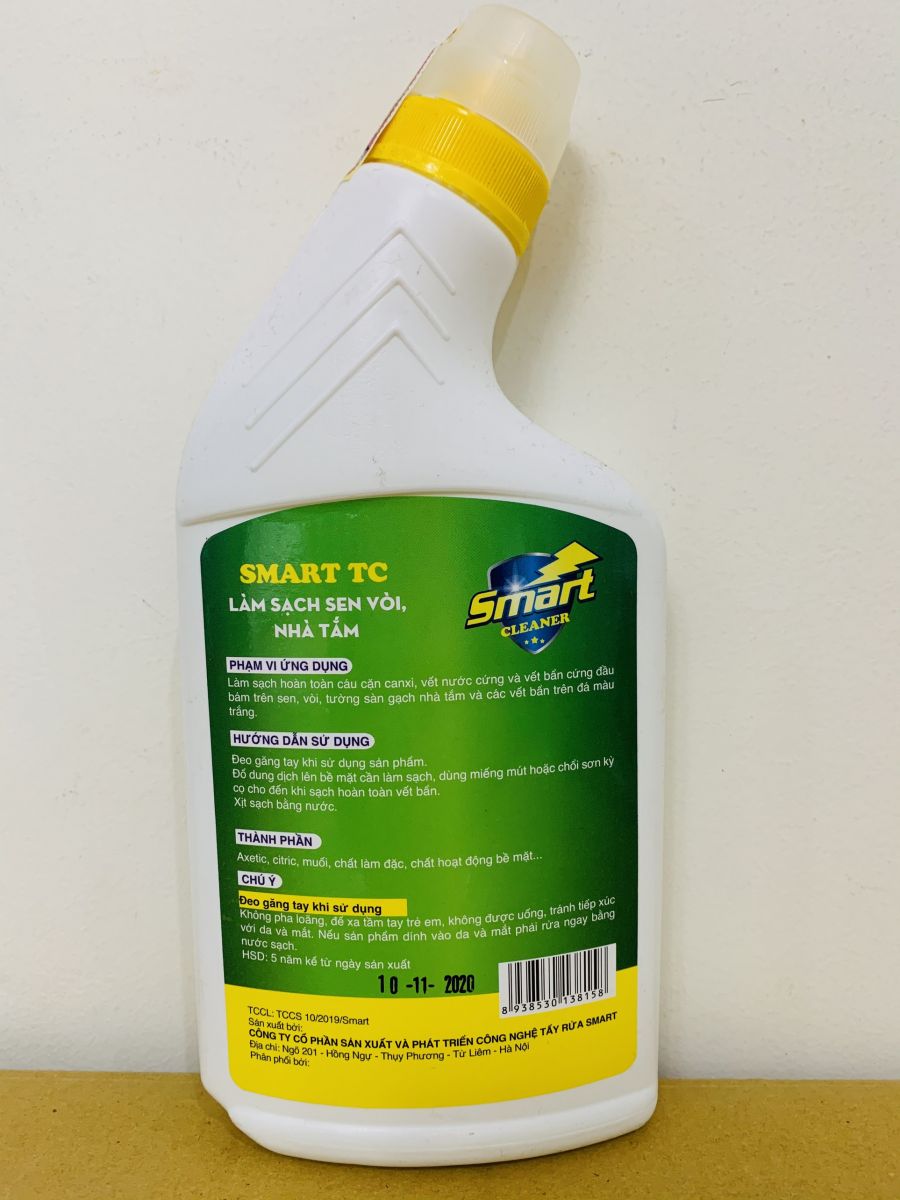 SMART TC
LÀM SẠCH SEN VÒI,
NHÀ TẮM
Smart
CLEANER
PHẠM VI ỨNG DỤNG
Làm sạch hoàn toàn cáu cặn canxi, vết nước cứng và vết bẩn cứng đầu
bám trên sen, vòi, tường sàn gạch nhà tắm và các vết bẩn trên đá màu
trắng.
HƯỚNG DẪN SỬ DỤNG
Đeo găng tay khi sử dụng sản phẩm.
Đổ dung dịch lên bề mặt cần làm sạch, dùng miếng mút hoặc chổi sơn kỳ
cọ cho đến khi sạch hoàn toàn vết bẩn.
Xịt sạch bằng nước.
THÀNH PHẦN
Axetic, citric, muối, chất làm đặc, chất hoạt động bề mặt...
CHÚ Ý
Đeo găng tay khi sử dụng
Không pha loãng, để xa tầm tay trẻ em, không được uống, tránh tiếp xúc
với da và mắt. Nếu sản phẩm dính vào da và mắt phải rửa ngay bằng
nước sạch.
HSD: 5 năm kể từ ngày sản xuất
10 -11- 2020
8 938530 138158
TCCL: TCCS 10/2019/Smart
Sản xuất bởi:
CÔNG TY CỔ PHẦN SẢN XUẤT VÀ PHÁT TRIỂN CÔNG NGHỆ TẨY RỬA SMART
Địa chỉ: Ngõ 201 - Hồng Ngự - Thụy Phương - Từ Liêm - Hà Nội
Phân phối bởi: